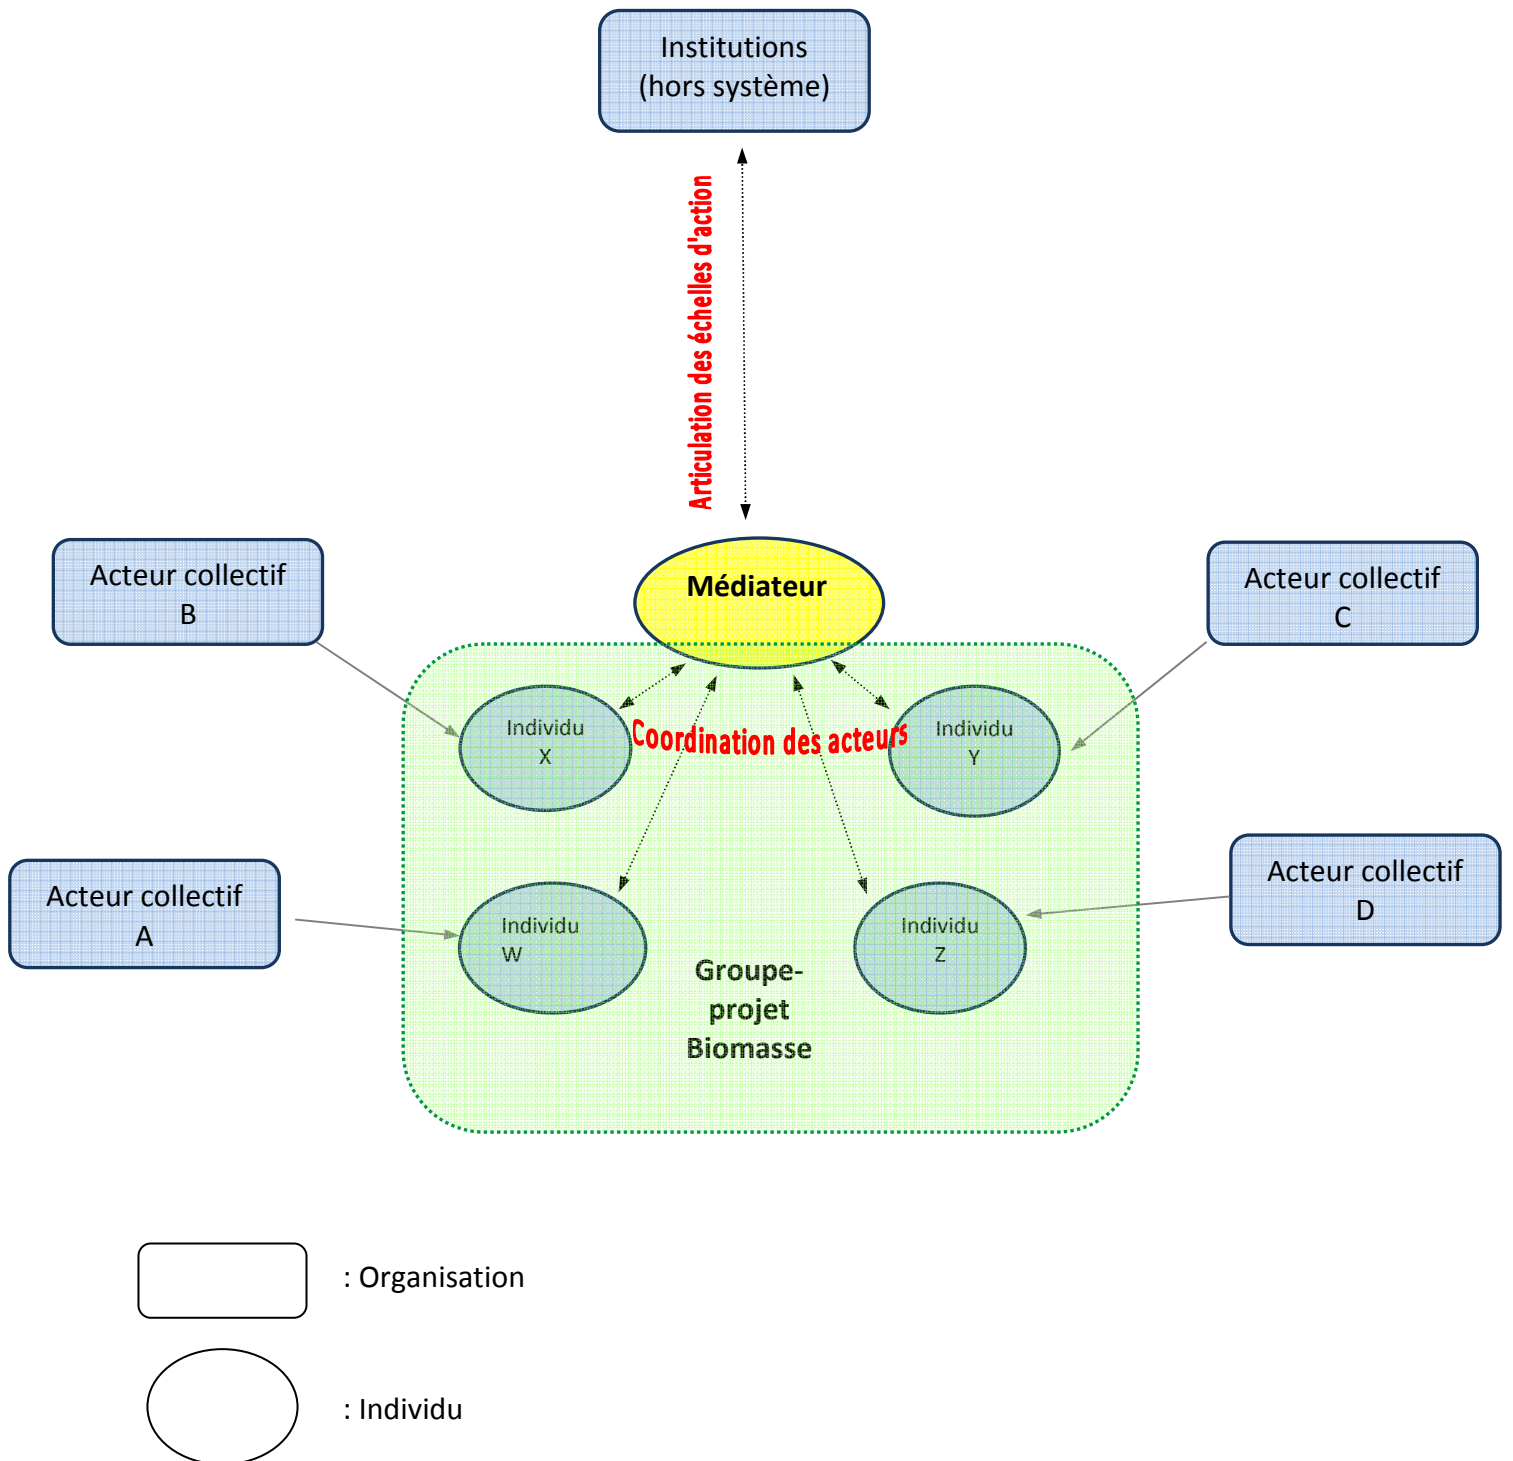 Institutions
(hors système)
Articulation des échelles d'action
Médiateur
Acteur collectif
B
Acteur collectif
C
Individu
X
Coordination des acteurs
Individu
Y
Acteur collectif
A
Acteur collectif
D
Individu
W
Individu
Z
Groupe-
projet
Biomasse
: Organisation
: Individu